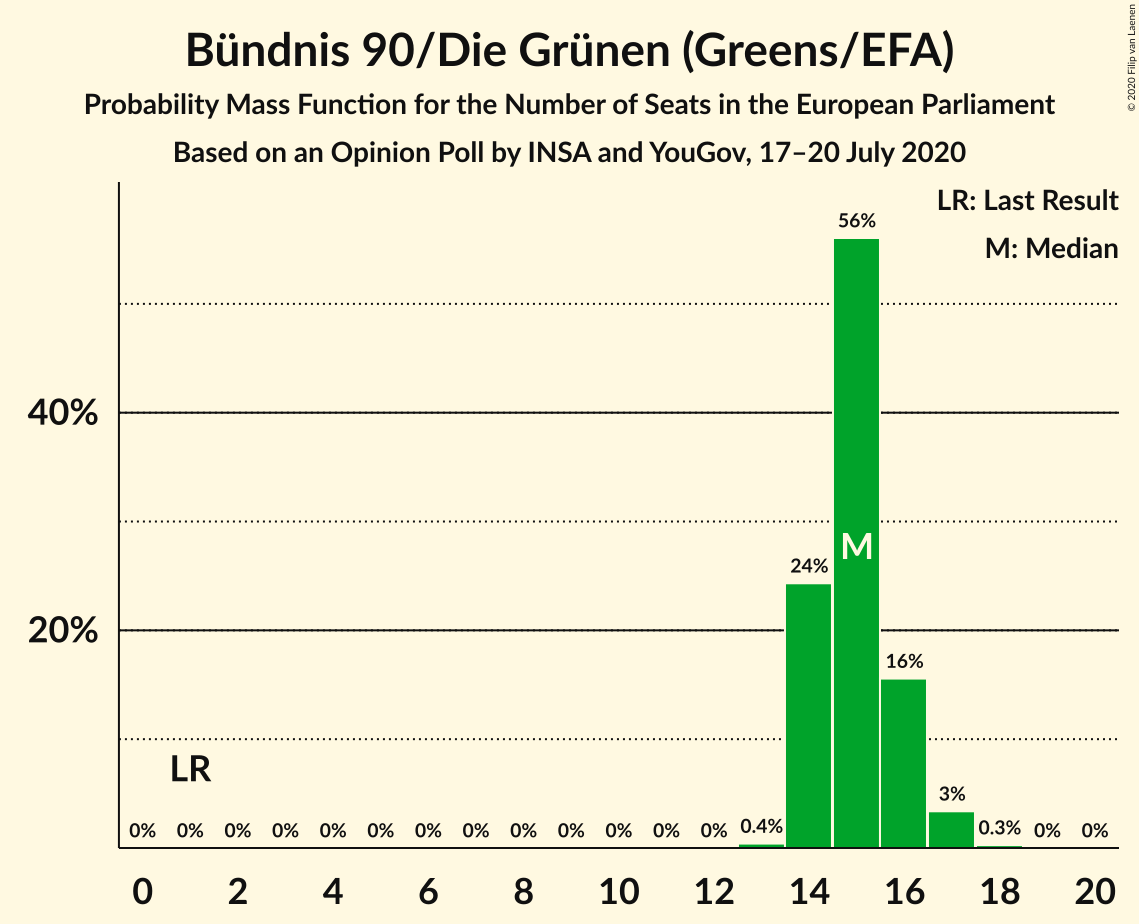 Bündnis 90/Die Grünen (Greens/EFA)
Probability Mass Function for the Number of Seats in the European Parliament
Based on an Opinion Poll by INSA and YouGov, 17–20 July 2020
© 2020 Filip van Laenen
LR: Last Result
M: Median
56%
40%
M
24%
20%
16%
LR
3%
0% 0% 0% 0% 0% 0% 0% 0% 0% 0% 0% 0% 0% 0.4% 0.3% 0% 0%
0 2 4 6 8 10 12 14 16 18 20